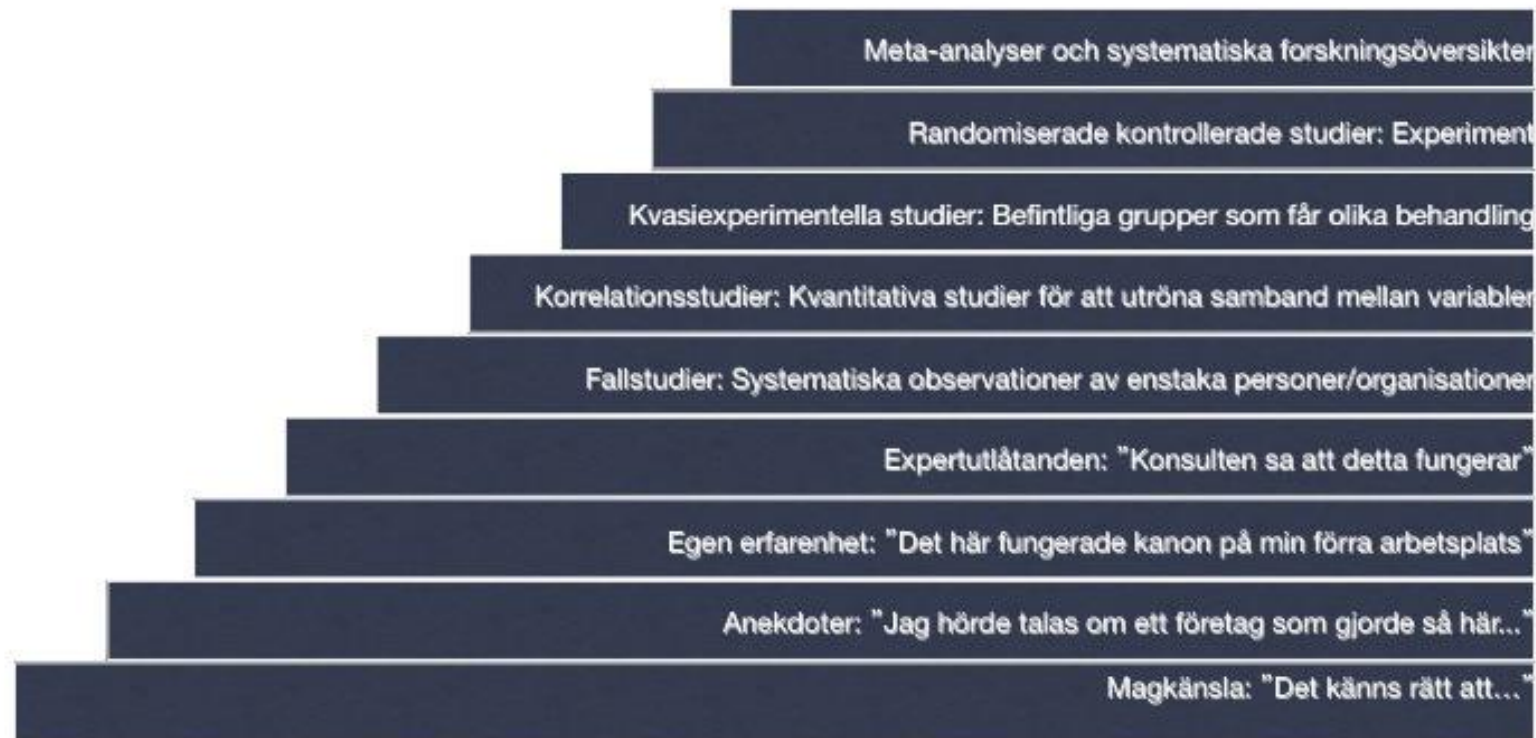 Meta-analyser och systematiska forskningsöversikter
Randomiserade kontrollerade studier: Experiment
Kvasiexperimentella studier: Befintliga grupper som får olika behandling
Korrelationsstudier: Kvantitativa studier för att utröna samband mellan variabler
Fallstudier: Systematiska observationer av enstaka personer/organisationer
Expertutlåtanden: ”Konsulten sa att detta fungerar”
Egen erfarenhet: ”Det här fungerade kanon på min förra arbetsplats”
Anekdoter: ”Jag hörde talas om ett företag som gjorde så här...”
Magkänsla: ”Det känns rätt att...”